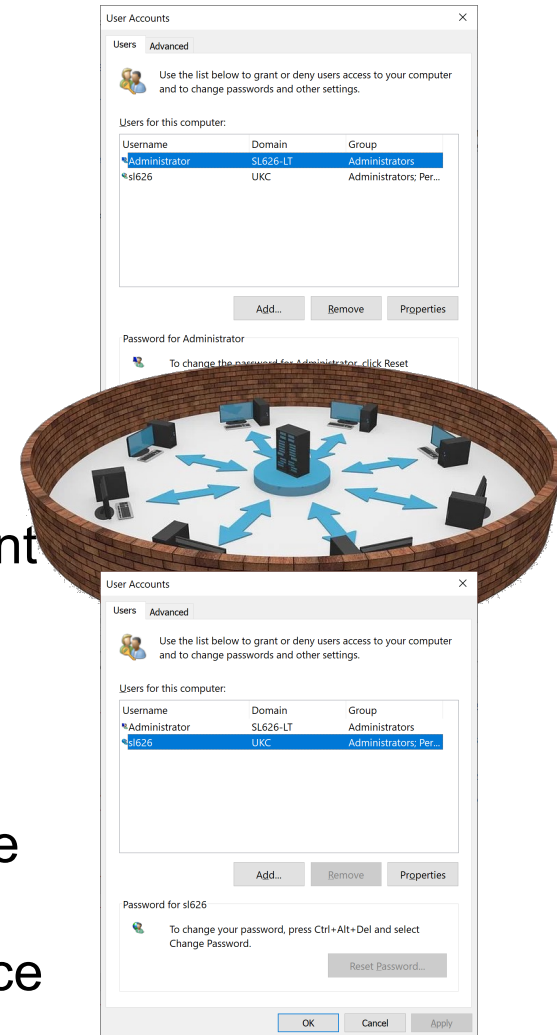 User Accounts
Users Advanced
Use the list below to grant or deny users access to your computer
and to change passwords and other settings.
Users for this computer:
Username Domain Group
Administrator SL626-LT Administrators
sl626 UKC Administrators; Per...
Add... Remove Properties
Password for Administrator
To change the password for Administrator, click Reset
nt
User Accounts
Users Advanced
Use the list below to grant or deny users access to your computer
and to change passwords and other settings.
Users for this computer:
Username Domain Group
Administrator SL626-LT Administrators
sl626 UKC Administrators; Per...
e
Add... Remove Properties
Password for sl626
To change your password, press Ctrl+Alt+Del and select
Change Password.
Reset Password...
ce
OK Cancel Apply